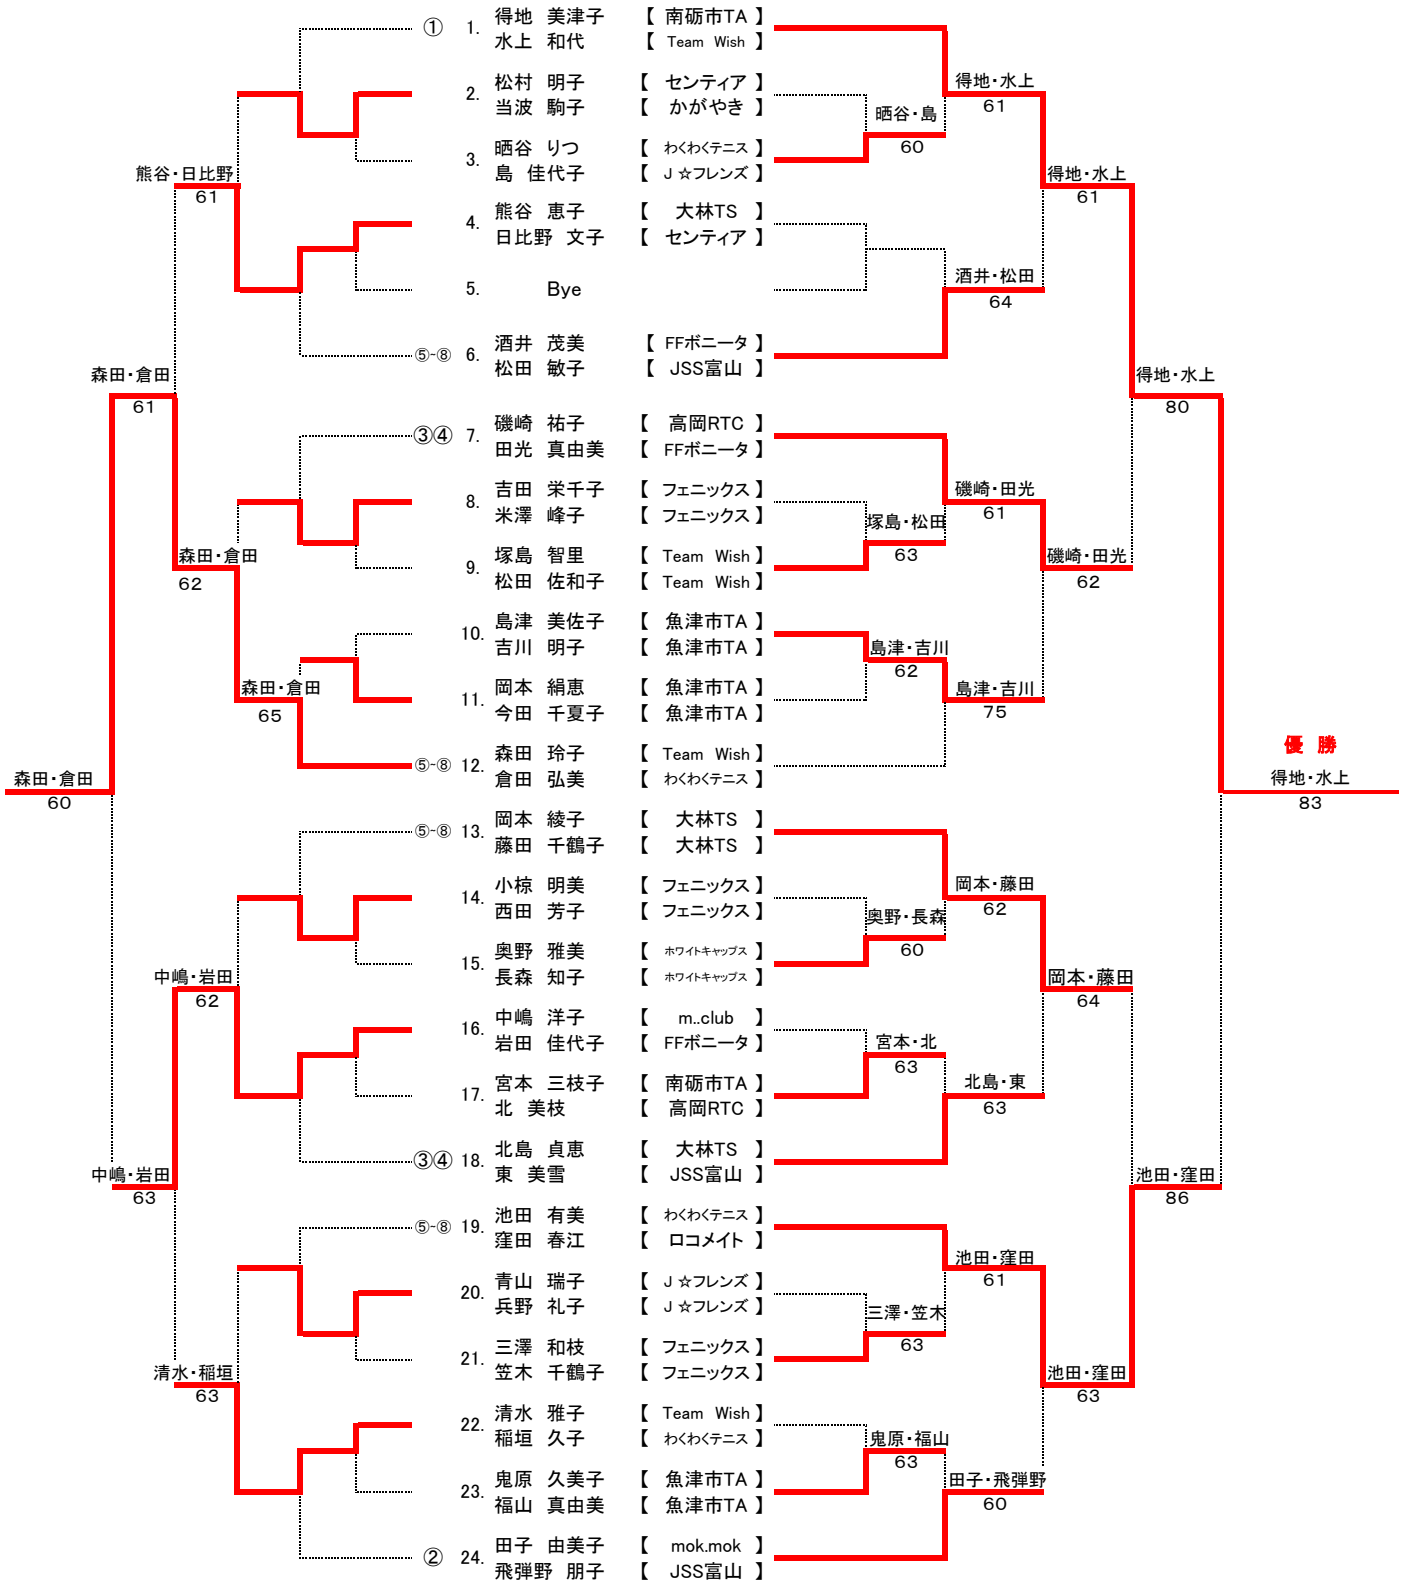 ① 1. 得地 美津子 【 南砺市TA 】
水上 和代 【 Team Wish 】
2. 松村 明子 【 センティア 】
当波 駒子 【 かがやき 】
3. 晒谷 りつ 【 わくわくテニス 】
島 佳代子 【 J ☆フレンズ 】
4. 熊谷 恵子 【 大林TS 】
日比野 文子 【 センティア 】
5. Bye
⑤-⑧ 6. 酒井 茂美 【 FFボニータ 】
松田 敏子 【 JSS富山 】
③④ 7. 磯崎 祐子 【 高岡RTC 】
田光 真由美 【 FFボニータ 】
8. 吉田 栄千子 【 フェニックス 】
米澤 峰子 【 フェニックス 】
9. 塚島 智里 【 Team Wish 】
松田 佐和子 【 Team Wish 】
10. 島津 美佐子 【 魚津市TA 】
吉川 明子 【 魚津市TA 】
11. 岡本 絹恵 【 魚津市TA 】
今田 千夏子 【 魚津市TA 】
⑤-⑧ 12. 森田 玲子 【 Team Wish 】
倉田 弘美 【 わくわくテニス 】
⑤-⑧ 13. 岡本 綾子 【 大林TS 】
藤田 千鶴子 【 大林TS 】
14. 小椋 明美 【 フェニックス 】
西田 芳子 【 フェニックス 】
15. 奥野 雅美 【 ホワイトキャップス 】
長森 知子 【 ホワイトキャップス 】
16. 中嶋 洋子 【 m..club 】
岩田 佳代子 【 FFボニータ 】
17. 宮本 三枝子 【 南砺市TA 】
北 美枝 【 高岡RTC 】
③④ 18. 北島 貞恵 【 大林TS 】
東 美雪 【 JSS富山 】
⑤-⑧ 19. 池田 有美 【 わくわくテニス 】
窪田 春江 【 ロコメイト 】
20. 青山 瑞子 【 J ☆フレンズ 】
兵野 礼子 【 J ☆フレンズ 】
21. 三澤 和枝 【 フェニックス 】
笠木 千鶴子 【 フェニックス 】
22. 清水 雅子 【 Team Wish 】
稲垣 久子 【 わくわくテニス 】
23. 鬼原 久美子 【 魚津市TA 】
福山 真由美 【 魚津市TA 】
② 24. 田子 由美子 【 mok.mok 】
飛弾野 朋子 【 JSS富山 】
晒谷・島
60
塚島・松田
63
島津・吉川
62
奥野・長森
60
宮本・北
63
三澤・笠木
63
鬼原・福山
63
得地・水上
61
酒井・松田
64
磯崎・田光
61
島津・吉川
75
岡本・藤田
62
北島・東
63
池田・窪田
61
田子・飛弾野
60
得地・水上
61
磯崎・田光
62
岡本・藤田
64
池田・窪田
63
得地・水上
80
池田・窪田
86
優 勝
得地・水上
83
森田・倉田
65
熊谷・日比野
61
森田・倉田
62
中嶋・岩田
62
清水・稲垣
63
森田・倉田
61
中嶋・岩田
63
森田・倉田
60